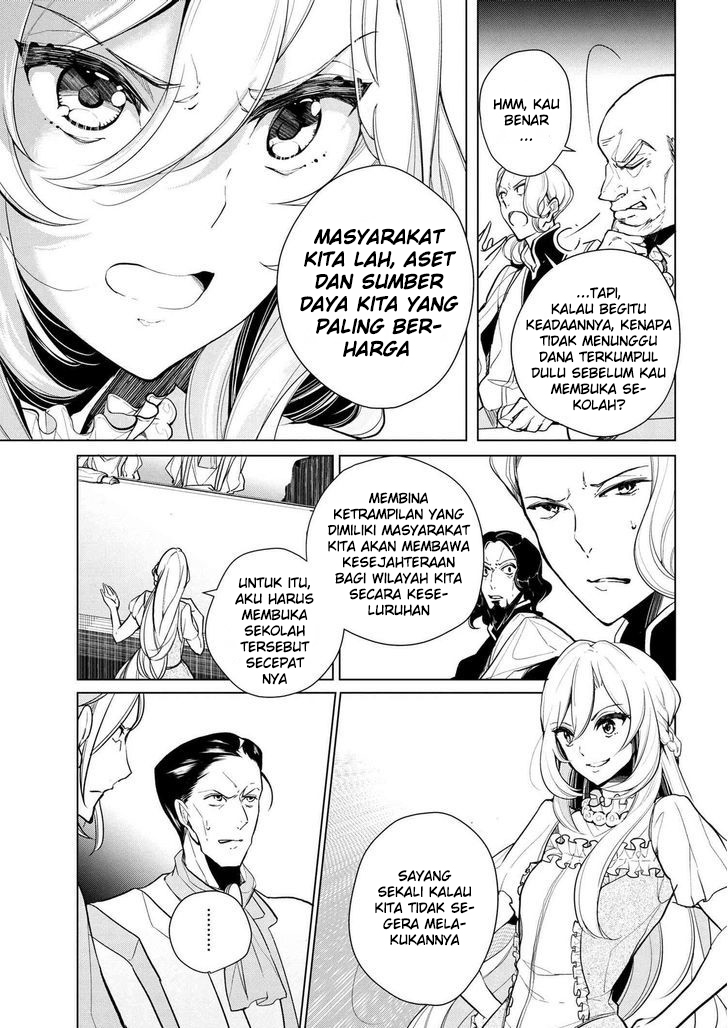 HMM, KAU
BENAR
...
...TAPI,
KALAU BEGITU
KEADAANNYA, KENAPA
TIDAK MENUNGGU
DANA TERKUMPUL
DULU SEBELUM KAU
MEMBUKA SE-
KOLAH?
MASYARAKAT
KITA LAH, ASET
DAN SUMBER
DAYA KITA YANG
PALING BER-
HARGA
MEMBINA
KETRAMPILAN YANG
DIMILIKI MASYARAKAT
KITA AKAN MEMBAWA
KESEJAHTERAAN
BAGI WILAYAH KITA
SECARA KESE-
LURUHAN
UNTUK ITU,
AKU HARUS
MEMBUKA
SEKOLAH
TERSEBUT
SECEPAT
NYA
SAYANG
SEKALI KALAU
KITA TIDAK SE-
GERA MELA-
KUKANNYA
......